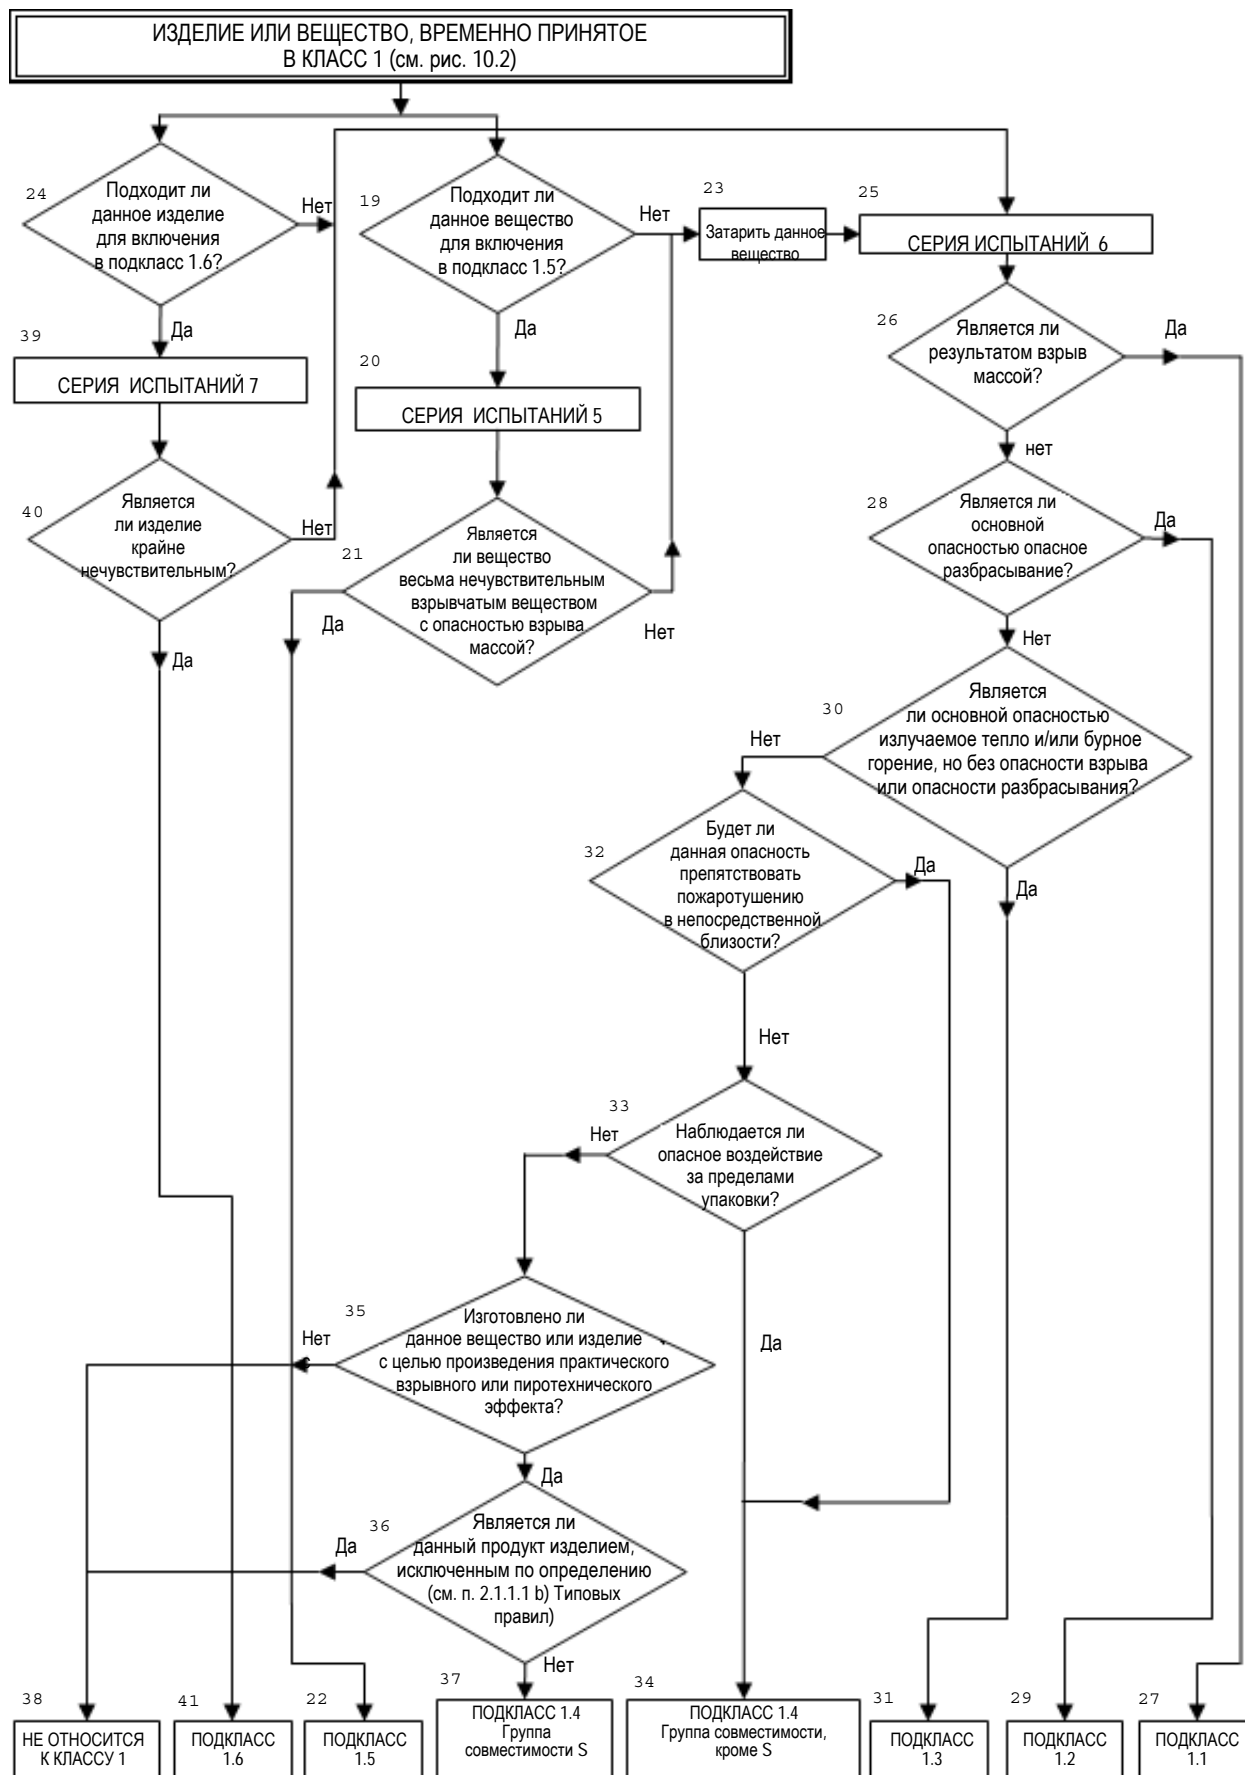 ИЗДЕЛИЕ ИЛИ ВЕЩЕСТВО, ВРЕМЕННО ПРИНЯТОЕ
В КЛАСС 1 (см. рис. 10.2)
24
Подходит ли
данное изделие
для включения
в подкласс 1.6?
Нет
Да
19
Подходит ли
данное вещество
для включения
в подкласс 1.5?
Нет
Да
23
Затарить данное
вещество
25
СЕРИЯ ИСПЫТАНИЙ 6
39
СЕРИЯ ИСПЫТАНИЙ 7
20
СЕРИЯ ИСПЫТАНИЙ 5
26
Является ли
результатом взрыв
массой?
Да
нет
40
Является
ли изделие
крайне
нечувствительным?
Нет
Да
21
Является
ли вещество
весьма нечувствительным
взрывчатым веществом
с опасностью взрыва
массой?
Да
Нет
28
Является ли
основной
опасностью опасное
разбрасывание?
Да
Нет
30
Является
ли основной опасностью
излучаемое тепло и/или бурное
горение, но без опасности взрыва
или опасности разбрасывания?
Нет
Да
32
Будет ли
данная опасность
препятствовать
пожаротушению
в непосредственной
близости?
Да
Нет
33
Наблюдается ли
опасное воздействие
за пределами
упаковки?
Нет
Да
35
Изготовлено ли
данное вещество или изделие
с целью произведения практического
взрывного или пиротехнического
эффекта?
Нет
Да
36
Является ли
данный продукт изделием,
исключенным по определению
(см. п. 2.1.1.1 b) Типовых
правил)
Да
Нет
38
НЕ ОТНОСИТСЯ
К КЛАССУ 1
41
ПОДКЛАСС
1.6
22
ПОДКЛАСС
1.5
37
ПОДКЛАСС 1.4
Группа
совместимости S
34
ПОДКЛАСС 1.4
Группа совместимости,
кроме S
31
ПОДКЛАСС
1.3
29
ПОДКЛАСС
1.2
27
ПОДКЛАСС
1.1